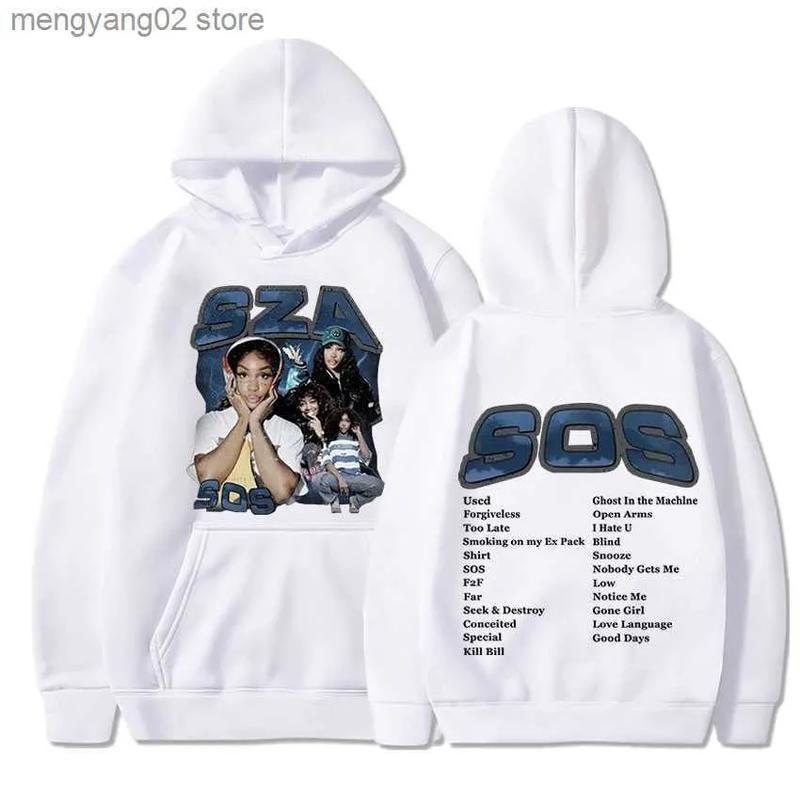 mengyang02 store
SZA
SOS
SOS
Used
Forgiveless
Too Late
Smoking on my Ex Pack
Shirt
SOS
F2F
Far
Seek & Destroy
Conceited
Special
Kill Bill
Ghost In the Machlne
Open Arms
I Hate U
Blind
Snooze
Nobody Gets Me
Low
Notice Me
Gone Girl
Love Language
Good Days